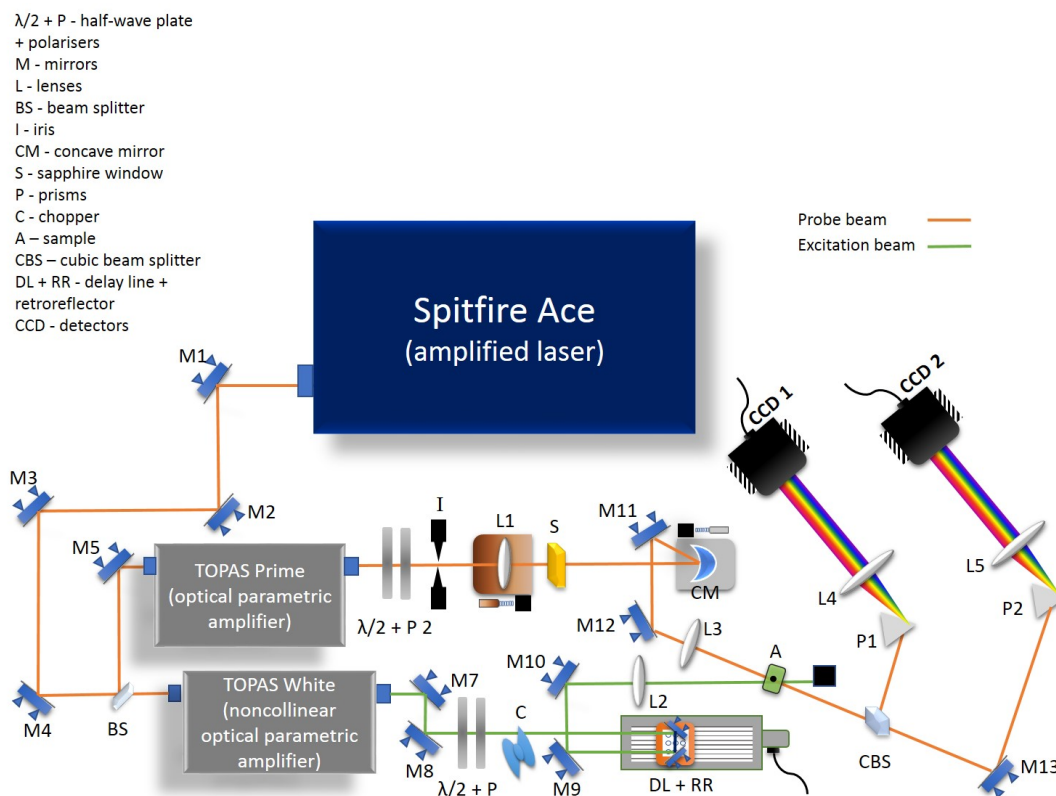 λ/2 + P - half-wave plate
+ polarisers
M - mirrors
L - lenses
BS - beam splitter
I - iris
CM - concave mirror
S - sapphire window
P - prisms
C - chopper
A – sample
CBS – cubic beam splitter
DL + RR - delay line +
retroreflector
CCD - detectors
Probe beam
Excitation beam
Spitfire Ace
(amplified laser)
M1
CCD 1
CCD 2
M3
M2
M5
I
L1
S
M11
TOPAS Prime
(optical parametric
amplifier)
CM
L4
L5
λ/2 + P 2
M12
L3
P1
P2
M10
A
M7
TOPAS White
(noncollinear
optical parametric
amplifier)
M4
BS
C
L2
M8
λ/2 + P
M9
DL + RR
CBS
M13